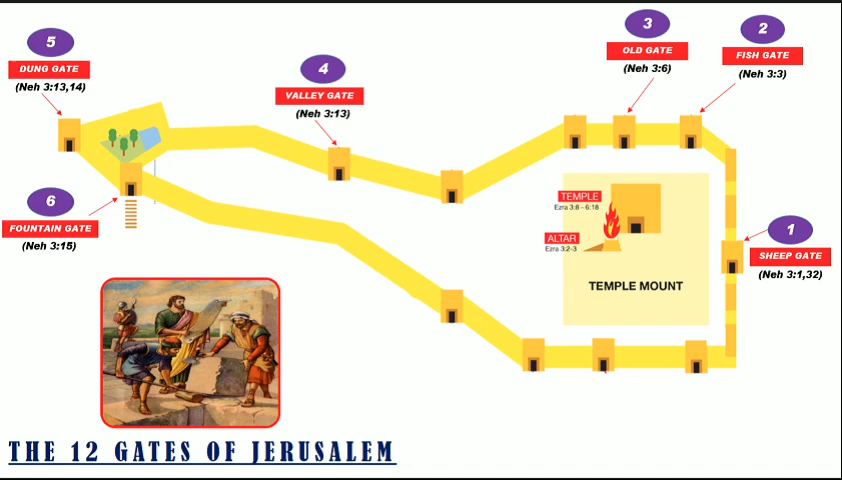 5
DUNG GATE
(Neh 3:13,14)
4
VALLEY GATE
(Neh 3:13)
3
OLD GATE
(Neh 3:6)
2
FISH GATE
(Neh 3:3)
6
FOUNTAIN GATE
(Neh 3:15)
TEMPLE
Ezra 3:8 - 6:18
ALTAR
Ezra 3:2-3
TEMPLE MOUNT
1
SHEEP GATE
(Neh 3:1,32)
THE 12 GATES OF JERUSALEM